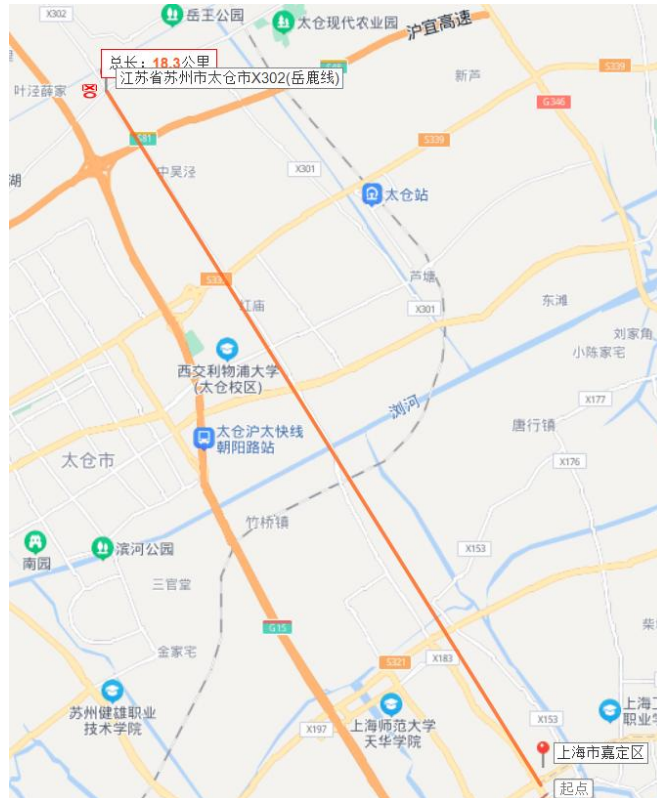 X302
岳王公园
太仓现代农业园
沪宜高速
总长：18.3公里
江苏省苏州市太仓市X302(岳鹿线)
叶泾薛家
新芦
S339
G346
S81
S339
湖
中吴泾
X301
太仓站
芦塘
红庙
X301
东滩
刘家角
小陈家宅
西交利物浦大学
(太仓校区)
浏河
X177
唐行镇
太仓沪太快线
朝阳路站
太仓市
X176
竹桥镇
南园
滨河公园
X153
三官堂
G15
金家宅
S321
X183
苏州健雄职业
技术学院
上海师范大学
天华学院
X197
X153
职业
上海市嘉定区
起点